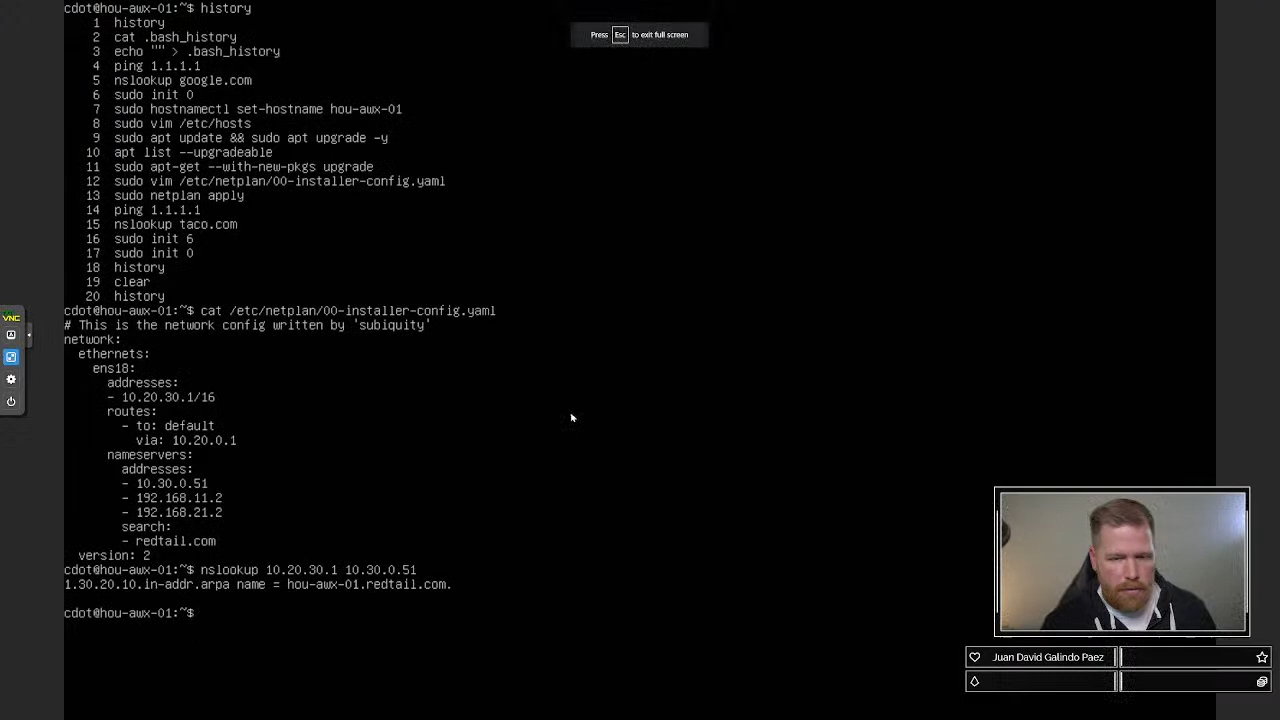 cdot@hou-awx-01:~$ history
1 history
2 cat .bash_history
3 echo "" > .bash_history
4 ping 1.1.1.1
5 nslookup google.com
6 sudo init 0
7 sudo hostnamectl set-hostname hou-awx-01
8 sudo vim /etc/hosts
9 sudo apt update && sudo apt upgrade -y
10 apt list --upgradeable
11 sudo apt-get --with-new-pkgs upgrade
12 sudo vim /etc/netplan/00-installer-config.yaml
13 sudo netplan apply
14 ping 1.1.1.1
15 nslookup taco.com
16 sudo init 6
17 sudo init 0
18 history
19 clear
20 history
cdot@hou-awx-01:~$ cat /etc/netplan/00-installer-config.yaml
# This is the network config written by 'subiquity'
network:
  ethernets:
    ens18:
      addresses:
      - 10.20.30.1/16
      routes:
        - to: default
          via: 10.20.0.1
      nameservers:
        addresses:
        - 10.30.0.51
        - 192.168.11.2
        - 192.168.21.2
        search:
        - redtail.com
  version: 2
cdot@hou-awx-01:~$ nslookup 10.20.30.1 10.30.0.51
1.30.20.10.in-addr.arpa name = hou-awx-01.redtail.com.
cdot@hou-awx-01:~$
Press Esc to exit full screen
VNC
A
Juan David Galindo Paez